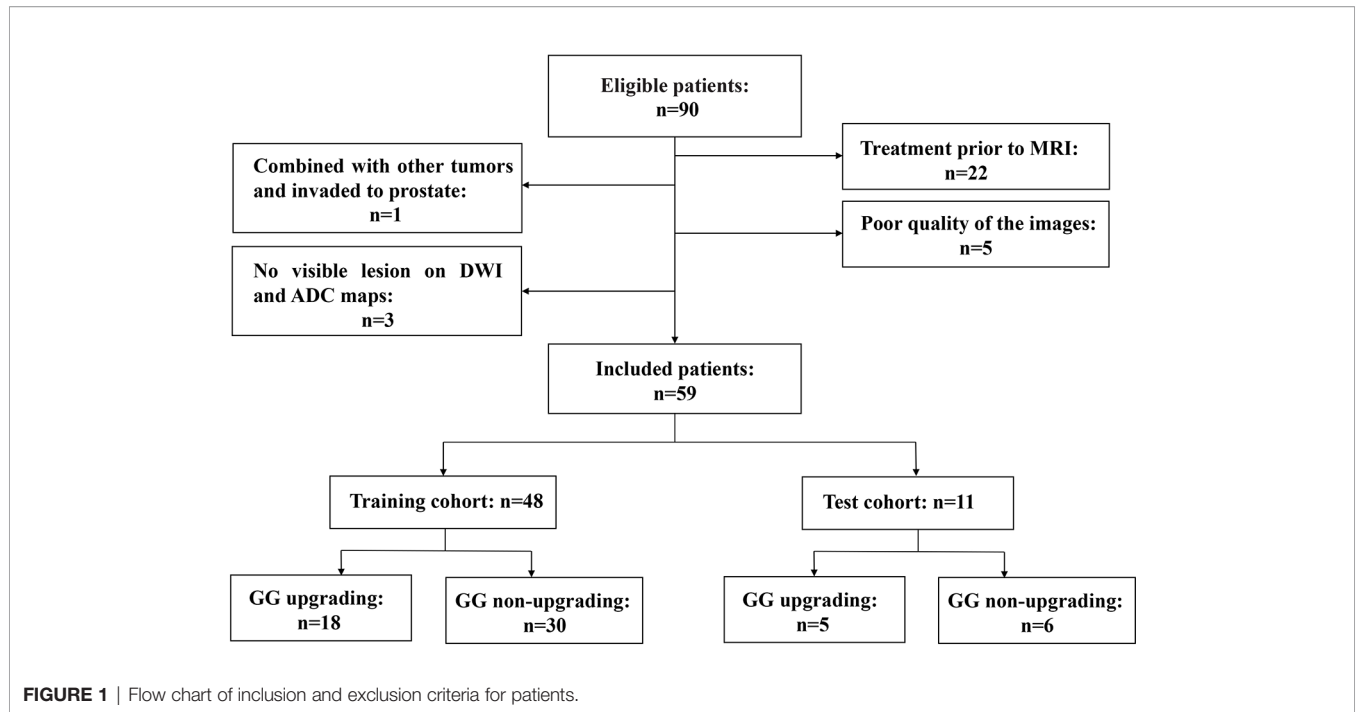 Eligible patients:
n=90
Treatment prior to MRI:
n=22
Combined with other tumors
and invaded to prostate:
n=1
Poor quality of the images:
n=5
No visible lesion on DWI
and ADC maps:
n=3
Included patients:
n=59
Training cohort: n=48
Test cohort: n=11
GG upgrading:
n=18
GG non-upgrading:
n=30
GG upgrading:
n=5
GG non-upgrading:
n=6
FIGURE 1 | Flow chart of inclusion and exclusion criteria for patients.